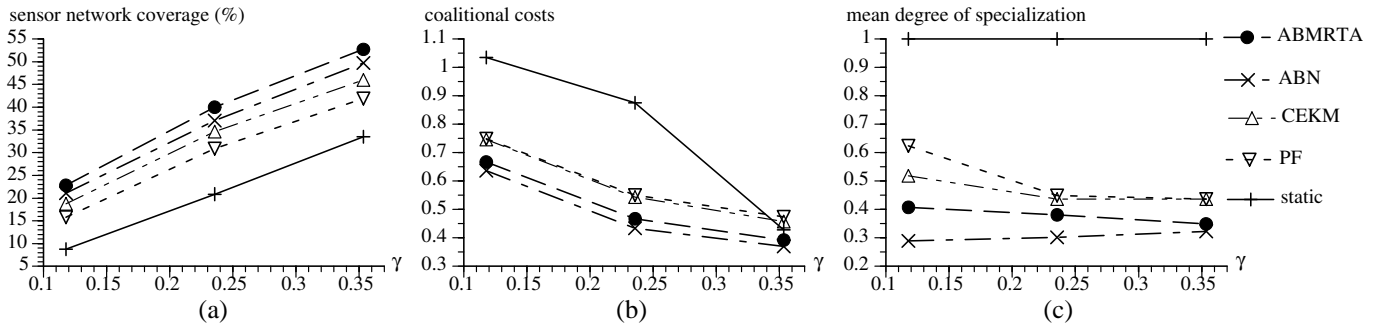 sensor network coverage (%)
55
50
45
40
35
30
25
20
15
10
5
0.1 0.15 0.2 0.25 0.3 0.35
γ
(a)
coalitional costs
1.1
1
0.9
0.8
0.7
0.6
0.5
0.4
0.3
0.1 0.15 0.2 0.25 0.3 0.35
γ
(b)
mean degree of specialization
1
0.9
0.8
0.7
0.6
0.5
0.4
0.3
0.2
0.1 0.15 0.2 0.25 0.3 0.35
γ
(c)
ABMRTA
ABN
CEKM
PF
static